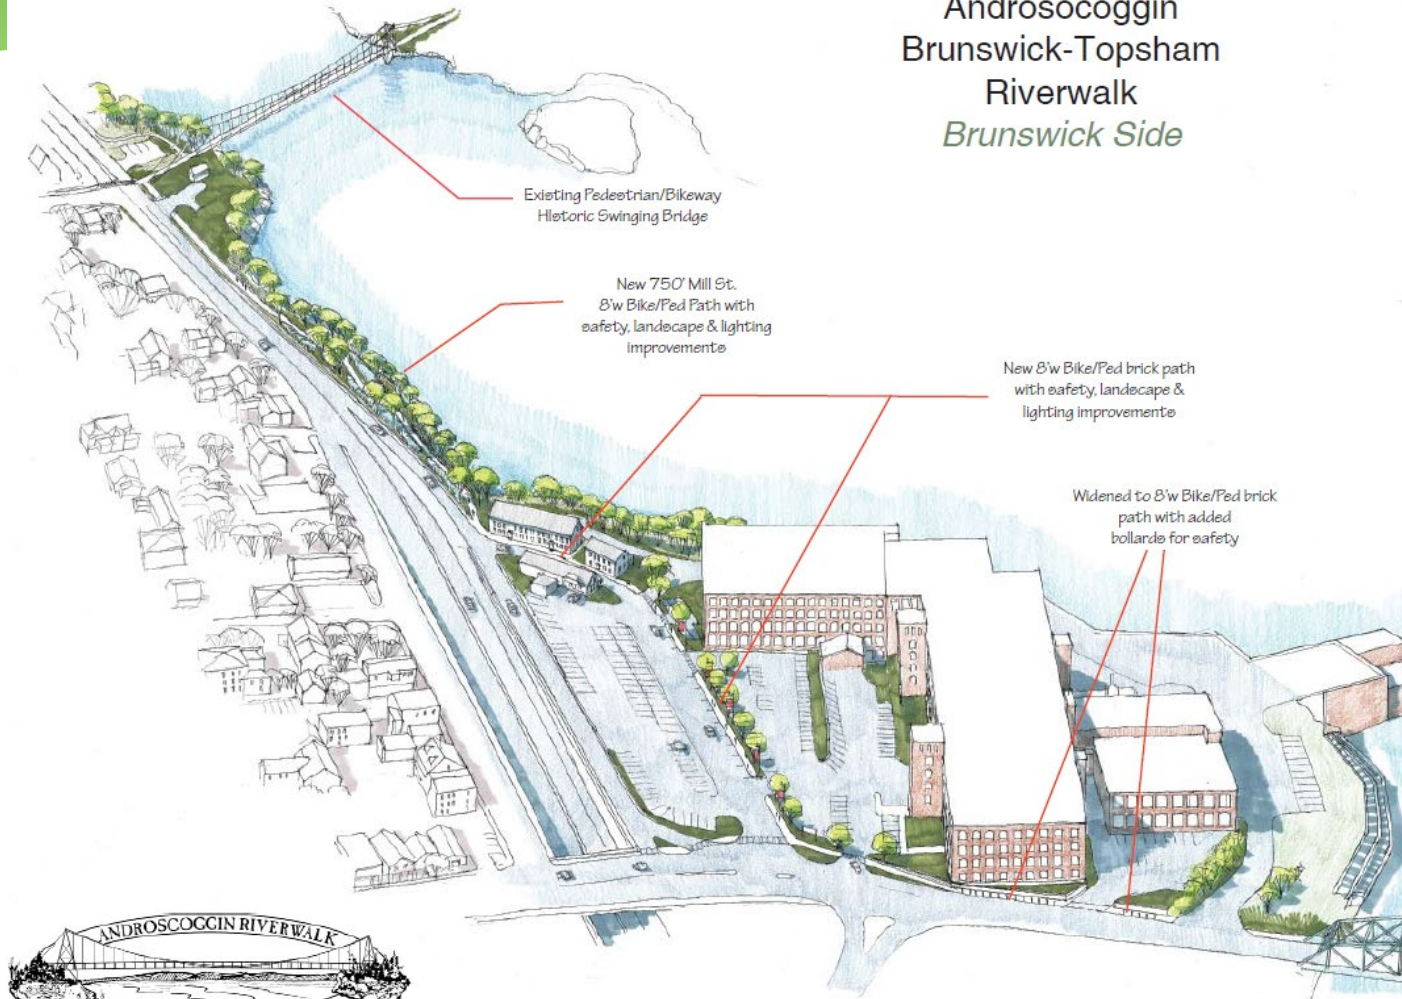 Androsocoggin
Brunswick-Topsham
Riverwalk
Brunswick Side
Existing Pedestrian/Bikeway
Historic Swinging Bridge
New 750' Mill St.
8'w Bike/Ped Path with
safety, landscape & lighting
improvements
New 8'w Bike/Ped brick path
with safety, landscape &
lighting improvements
Widened to 8'w Bike/Ped brick
path with added
bollards for safety
ANDROSCOGGIN RIVERWALK